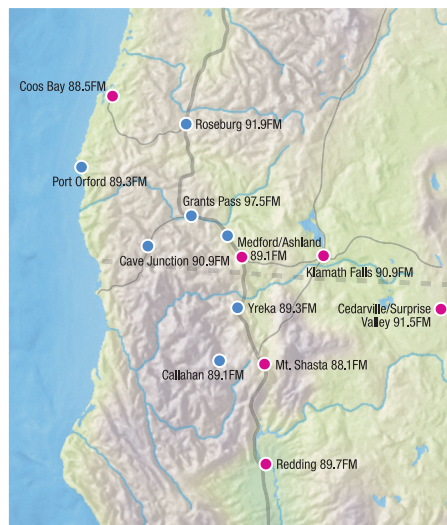 Coos Bay 88.5FM
Roseburg 91.9FM
Port Orford 89.3FM
Grants Pass 97.5FM
Medford/Ashland
89.1FM
Cave Junction 90.9FM
Klamath Falls 90.9FM
Yreka 89.3FM
Cedarville/Surprise
Valley 91.5FM
Callahan 89.1FM
Mt. Shasta 88.1FM
Redding 89.7FM